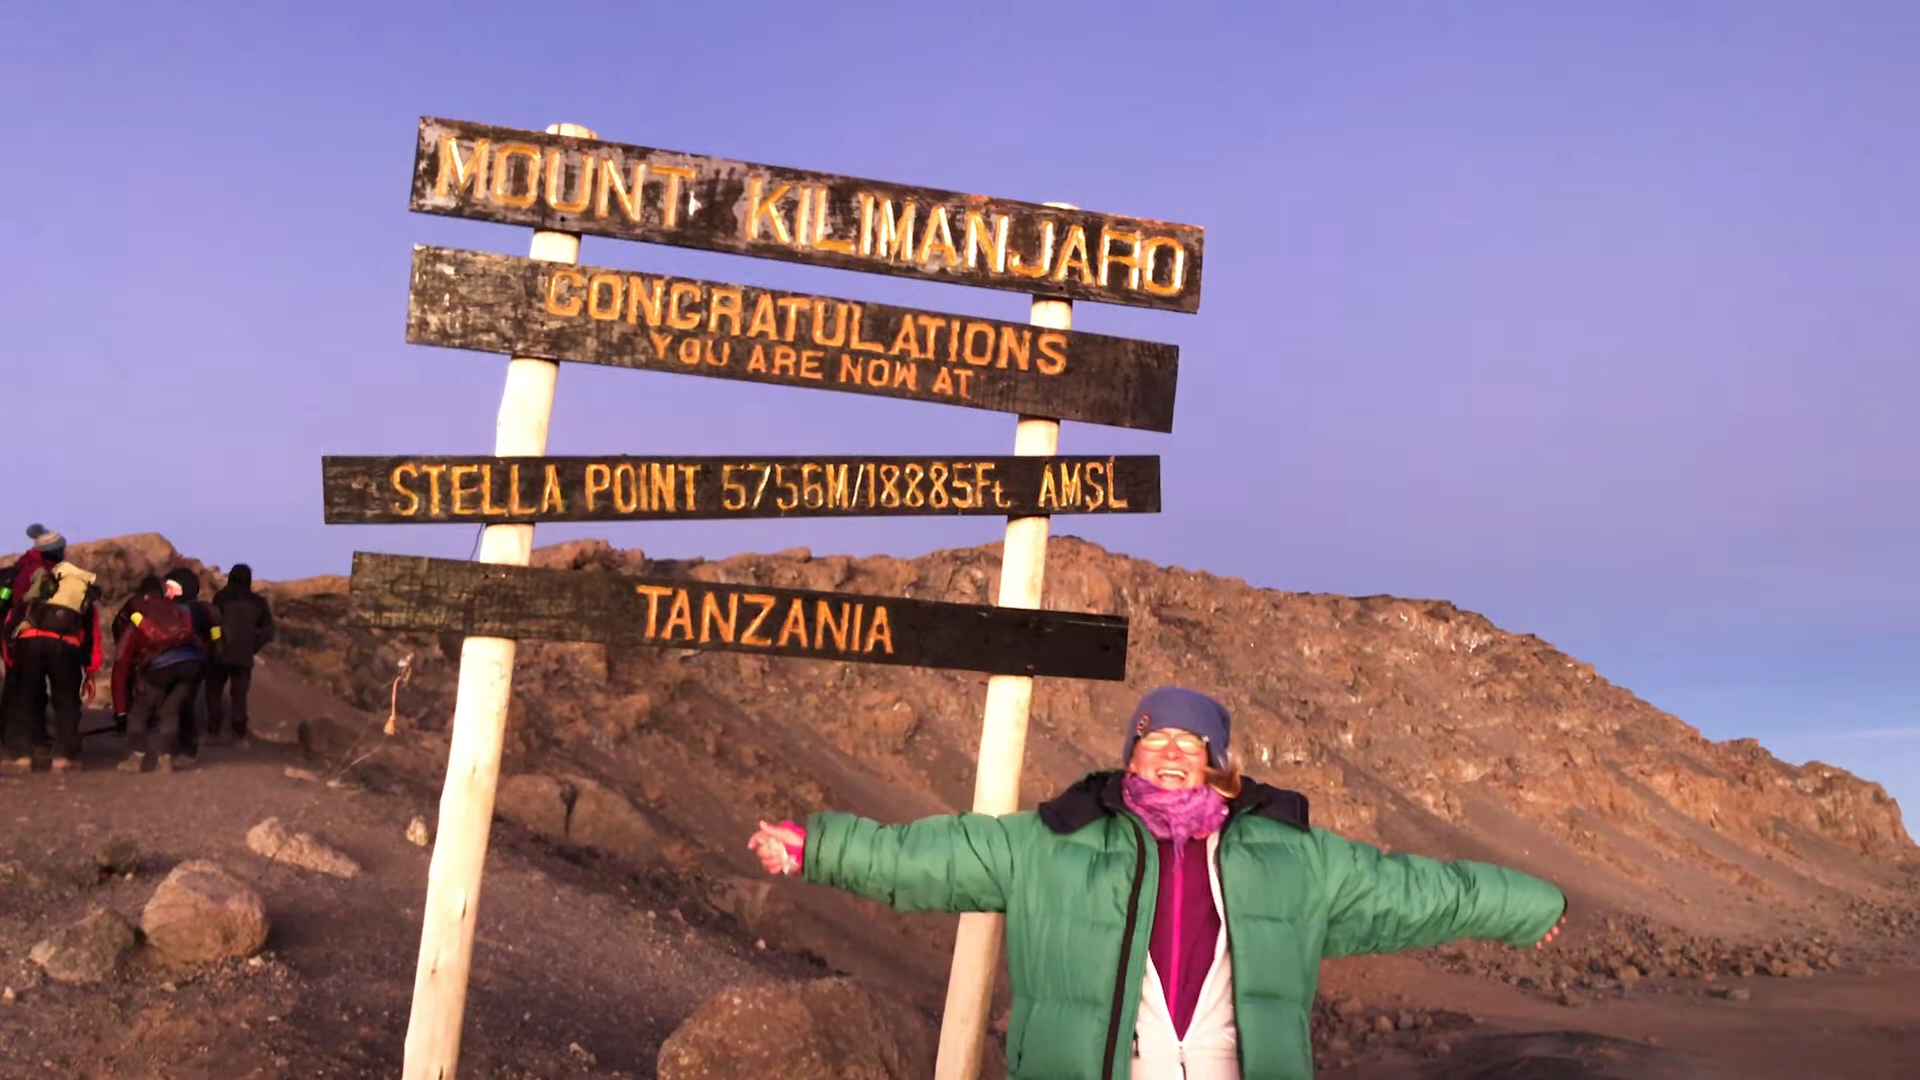 MOUNT KILIMANJARO
CONGRATULATIONS
YOU ARE NOW AT
STELLA POINT 5756M/18885Ft AMSL
TANZANIA